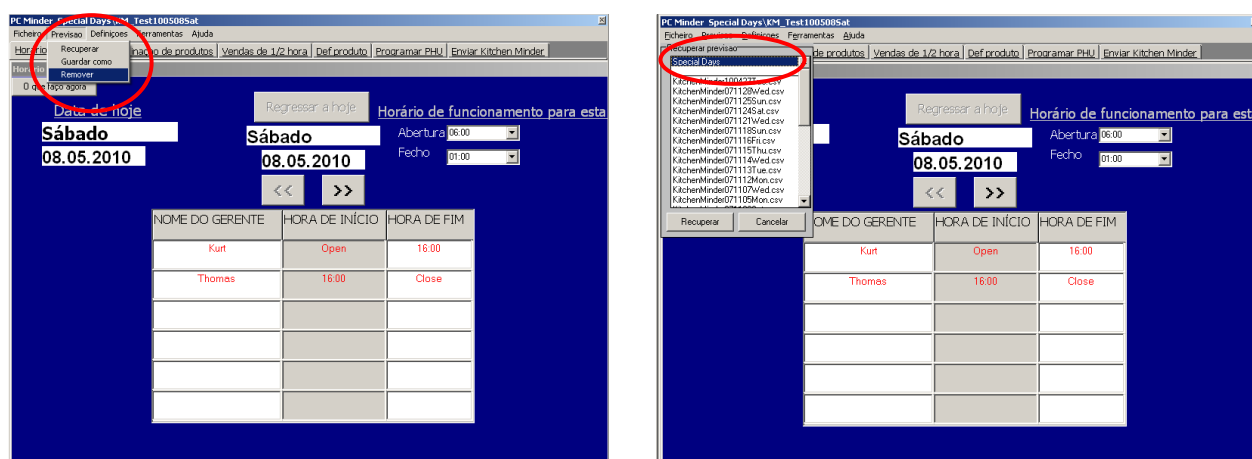 PC Minder Special Days\KM_Test100508Sat
Ficheiro Previsao Definiçoes Ferramentas Ajuda
Horário de produtos Vendas de 1/2 hora Def produto Programar PHU Enviar Kitchen Minder
Recuperar
Guardar como
Remover
Horário
O que faço agora
Data de hoje
Regressar a hoje
Horário de funcionamento para esta
Sábado
Sábado
Abertura 06:00
08.05.2010
08.05.2010
Fecho 01:00
<< >>
NOME DO GERENTE HORA DE INÍCIO HORA DE FIM
Kurt Open 16:00
Thomas 16:00 Close
PC Minder Special Days\KM_Test100508Sat
Ficheiro Previsao Definiçoes Ferramentas Ajuda
de produtos Vendas de 1/2 hora Def produto Programar PHU Enviar Kitchen Minder
Recuperar previsao
Special Days
KitchenMinder071128Wed.csv
KitchenMinder071125Sun.csv
KitchenMinder071124Sat.csv
KitchenMinder071121Wed.csv
KitchenMinder071118Sun.csv
KitchenMinder071116Fri.csv
KitchenMinder071115Thu.csv
KitchenMinder071114Wed.csv
KitchenMinder071113Tue.csv
KitchenMinder071112Mon.csv
KitchenMinder071107Wed.csv
KitchenMinder071105Mon.csv
Recuperar Cancelar
Regressar a hoje
Horário de funcionamento para est
Sábado
Abertura 06:00
08.05.2010
Fecho 01:00
<< >>
OME DO GERENTE HORA DE INÍCIO HORA DE FIM
Kurt Open 16:00
Thomas 16:00 Close